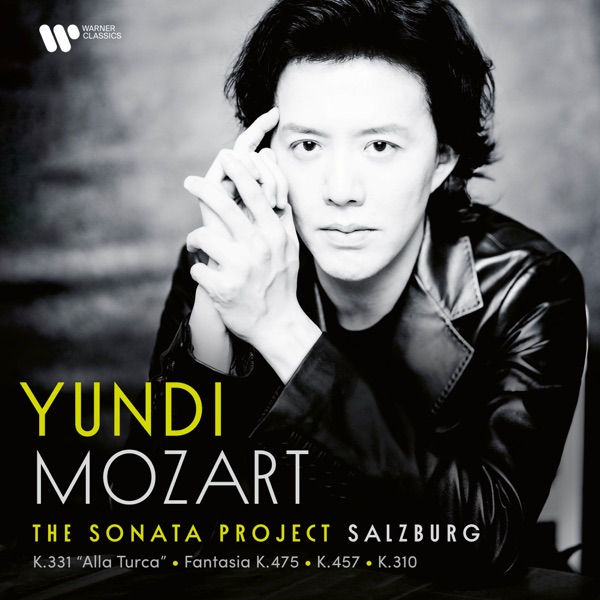 WARNER
CLASSICS
YUNDI
MOZART
THE SONATA PROJECT SALZBURG
K.331 “Alla Turca” • Fantasia K.475 • K.457 • K.310